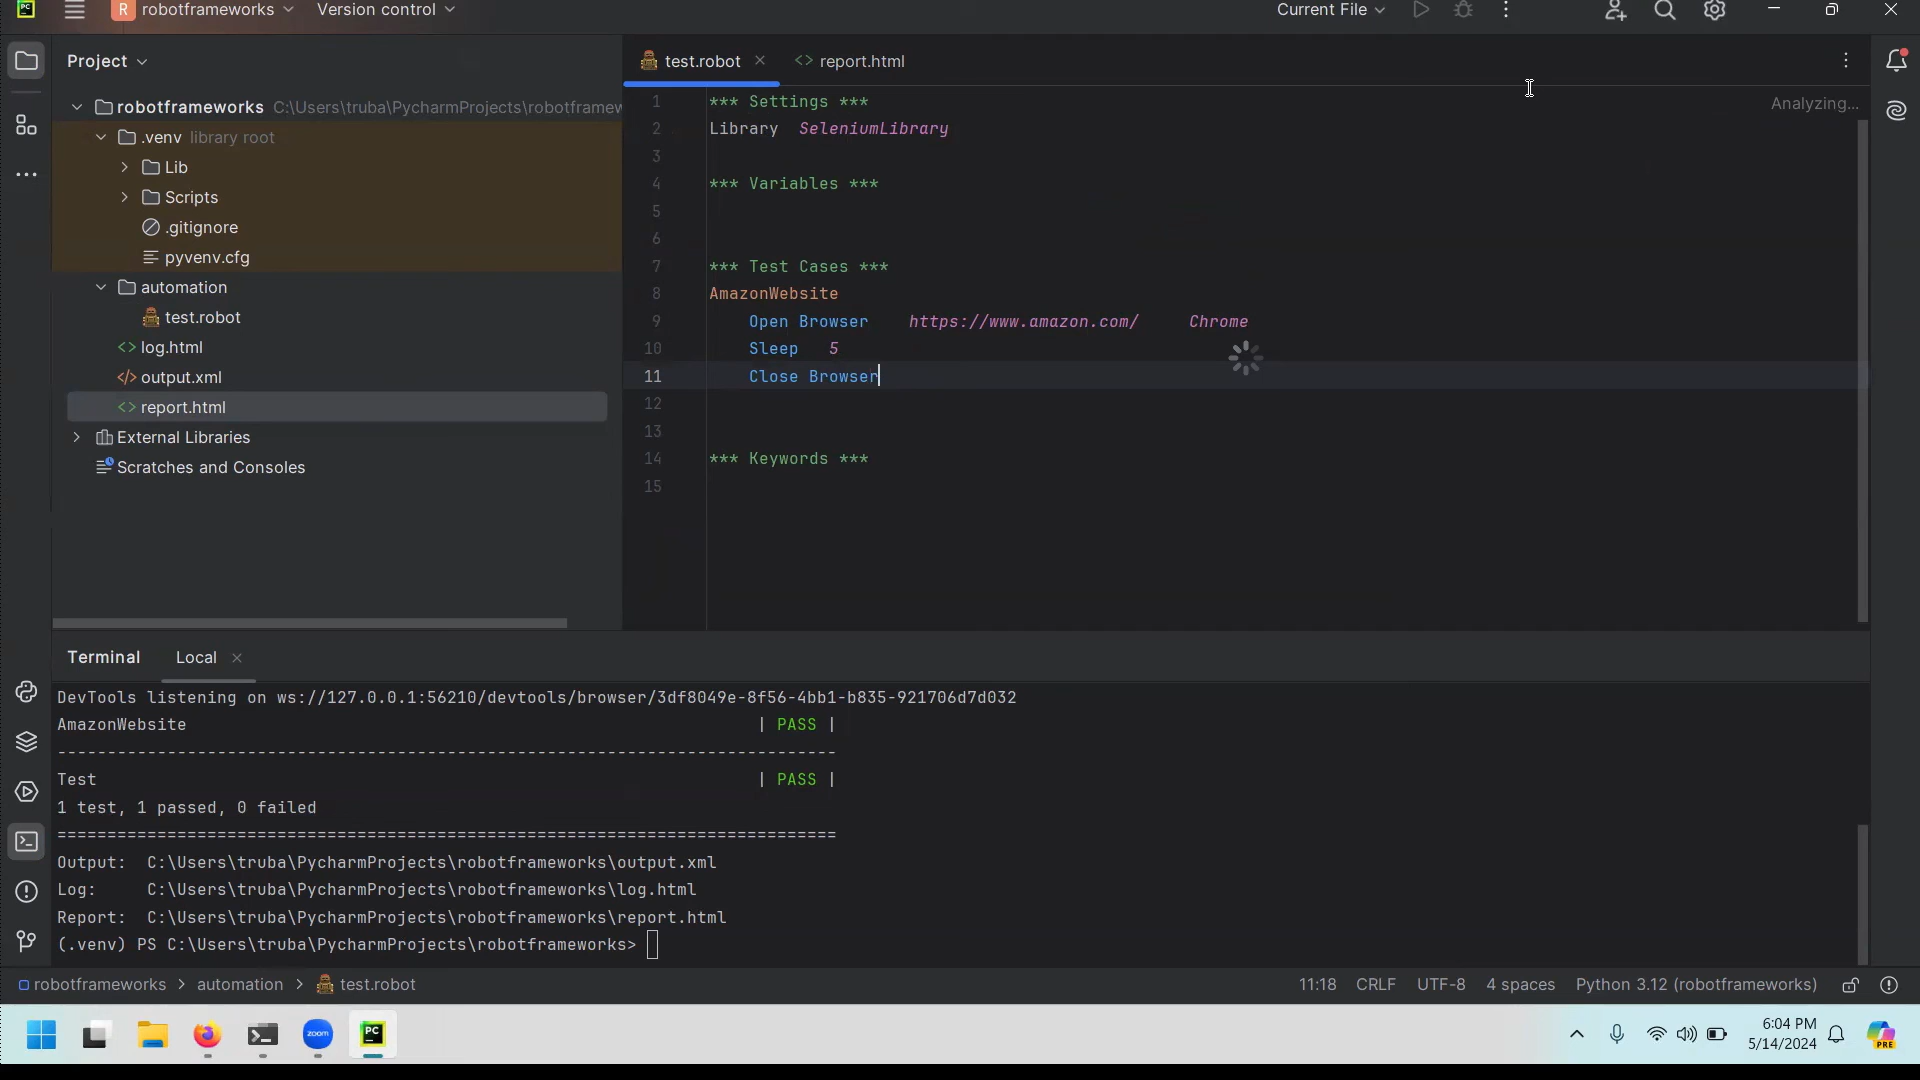 R robotframeworks
Version control
Current File
Project
test.robot
report.html
robotframeworks C:\Users\truba\PycharmProjects\robotframew
.venv library root
Lib
Scripts
.gitignore
pyvenv.cfg
automation
test.robot
log.html
output.xml
report.html
External Libraries
Scratches and Consoles
Analyzing...
1 *** Settings ***
2 Library SeleniumLibrary
3
4 *** Variables ***
5
6
7 *** Test Cases ***
8 AmazonWebsite
9 Open Browser https://www.amazon.com/ Chrome
10 Sleep 5
11 Close Browser
12
13
14 *** Keywords ***
15
Terminal Local
DevTools listening on ws://127.0.0.1:56210/devtools/browser/3df8049e-8f56-4bb1-b835-921706d7d032
AmazonWebsite | PASS |
------------------------------------------------------------------------------
Test | PASS |
1 test, 1 passed, 0 failed
==============================================================================
Output: C:\Users\truba\PycharmProjects\robotframeworks\output.xml
Log: C:\Users\truba\PycharmProjects\robotframeworks\log.html
Report: C:\Users\truba\PycharmProjects\robotframeworks\report.html
(.venv) PS C:\Users\truba\PycharmProjects\robotframeworks>
robotframeworks > automation > test.robot
11:18 CRLF UTF-8 4 spaces Python 3.12 (robotframeworks)
zoom
PC
6:04 PM
5/14/2024
PRE